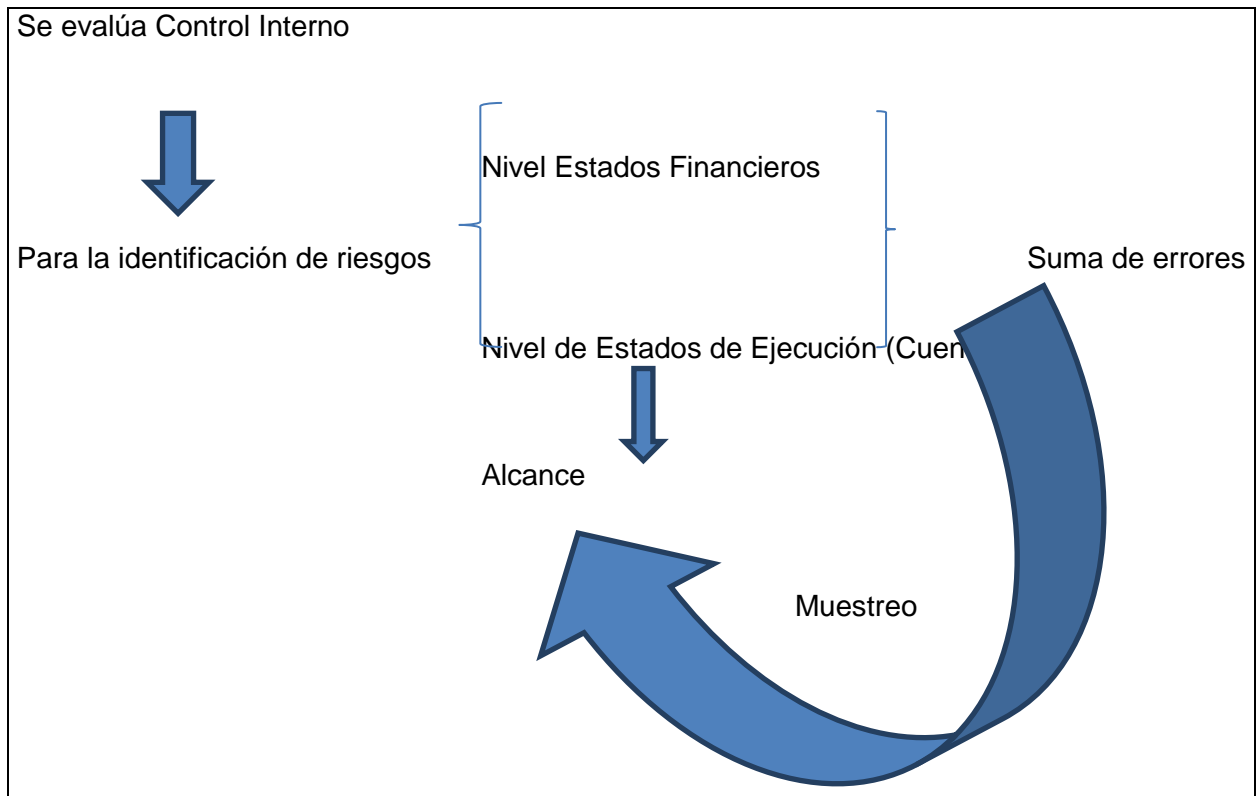 Se evalúa Control Interno
Nivel Estados Financieros
Para la identificación de riesgos
Suma de errores
Nivel de Estados de Ejecución
Alcance
Muestreo